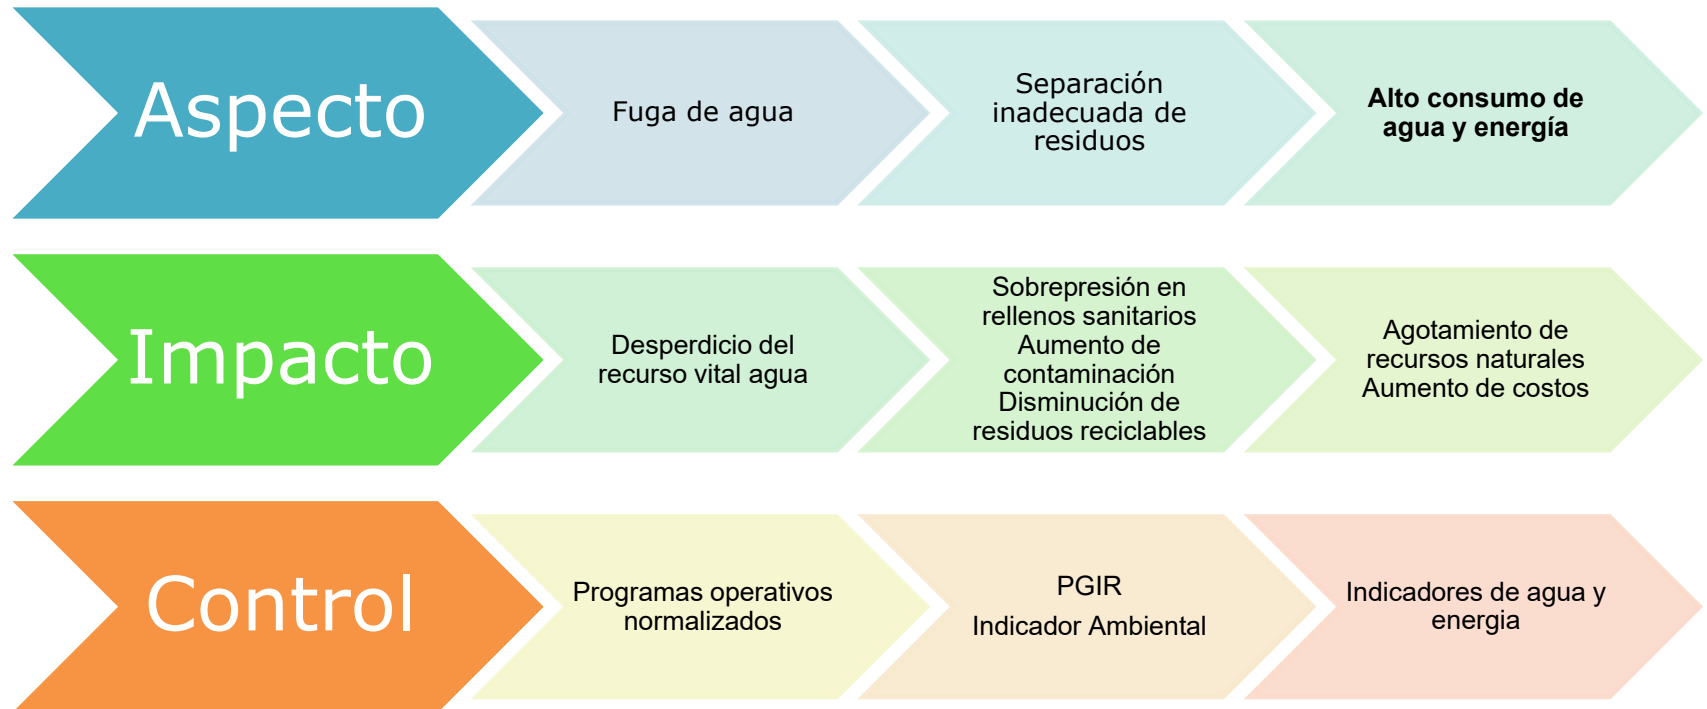 Aspecto
Fuga de agua
Separación
inadecuada de
residuos
Alto consumo de
agua y energía
Impacto
Desperdicio del
recurso vital agua
Sobrepresión en
rellenos sanitarios
Aumento de
contaminación
Disminución de
residuos reciclables
Agotamiento de
recursos naturales
Aumento de costos
Control
Programas operativos
normalizados
PGIR
Indicador Ambiental
Indicadores de agua y
energia